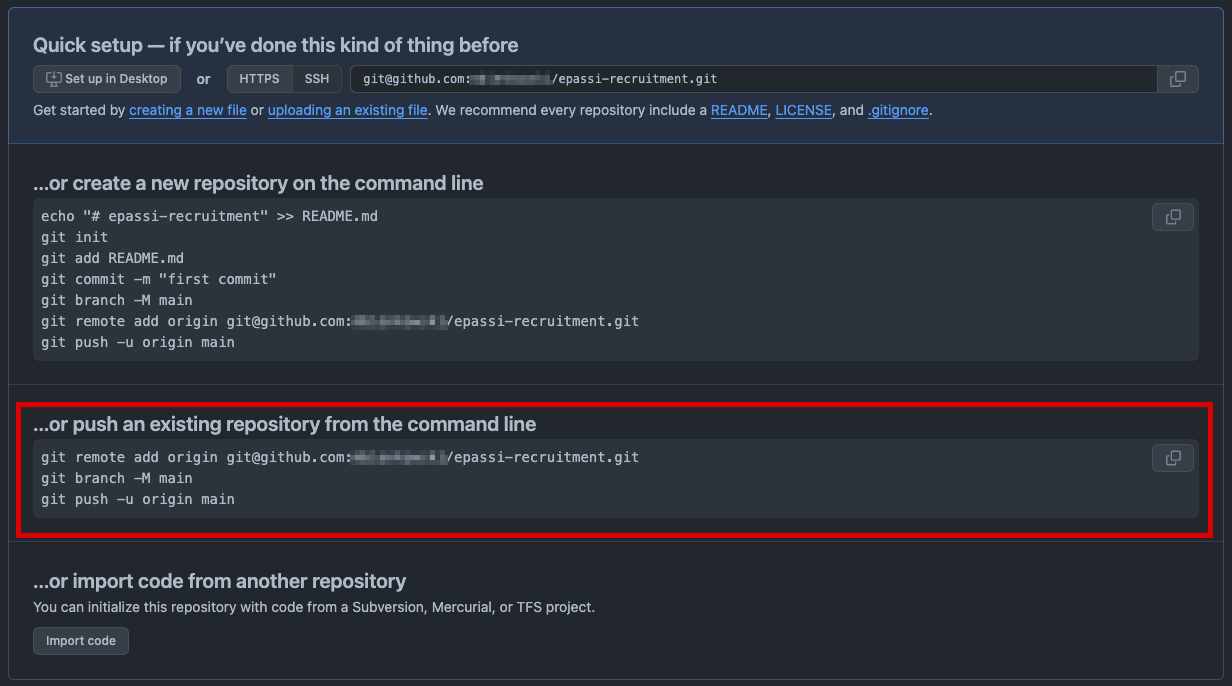 Quick setup — if you’ve done this kind of thing before
Set up in Desktop or HTTPS SSH git@github.com: /epassi-recruitment.git
Get started by creating a new file or uploading an existing file. We recommend every repository include a README, LICENSE, and .gitignore.
...or create a new repository on the command line
echo "# epassi-recruitment" >> README.md
git init
git add README.md
git commit -m "first commit"
git branch -M main
git remote add origin git@github.com: /epassi-recruitment.git
git push -u origin main
...or push an existing repository from the command line
git remote add origin git@github.com: /epassi-recruitment.git
git branch -M main
git push -u origin main
...or import code from another repository
You can initialize this repository with code from a Subversion, Mercurial, or TFS project.
Import code